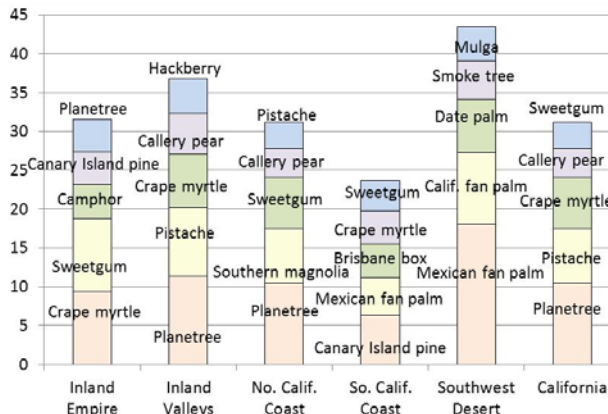 45
40
35
30
25
20
15
10
5
0
Planetree
Canary Island pine
Camphor
Sweetgum
Crape myrtle
Hackberry
Callery pear
Crape myrtle
Pistache
Planetree
Pistache
Callery pear
Sweetgum
Southern magnolia
Planetree
Sweetgum
Crape myrtle
Brisbane box
Mexican fan palm
Canary Island pine
Mulga
Smoke tree
Date palm
Calif. fan palm
Mexican fan palm
Sweetgum
Callery pear
Crape myrtle
Pistache
Planetree
Inland
Empire
Inland
Valleys
No. Calif.
Coast
So. Calif.
Coast
Southwest
Desert
California